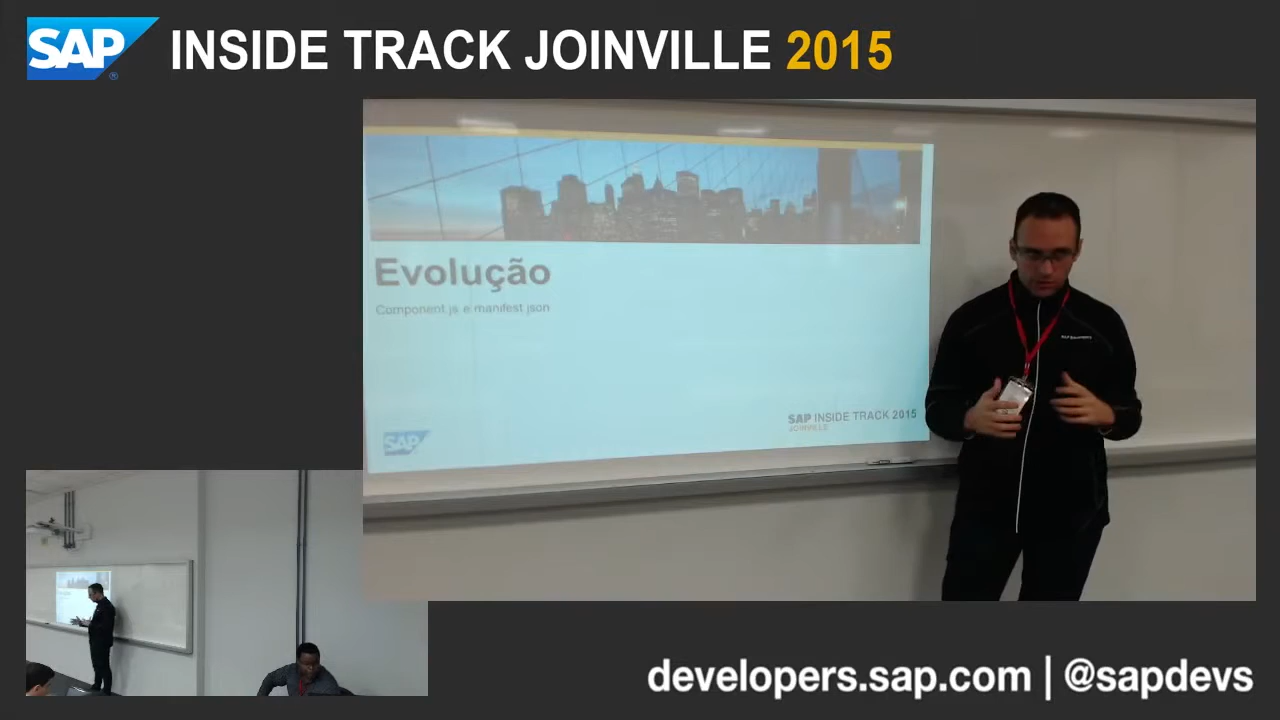 SAP INSIDE TRACK JOINVILLE 2015
Evolução
Component.js e manifest.json
SAP
SAP INSIDE TRACK 2015
JOINVILLE
developers.sap.com | @sapdevs